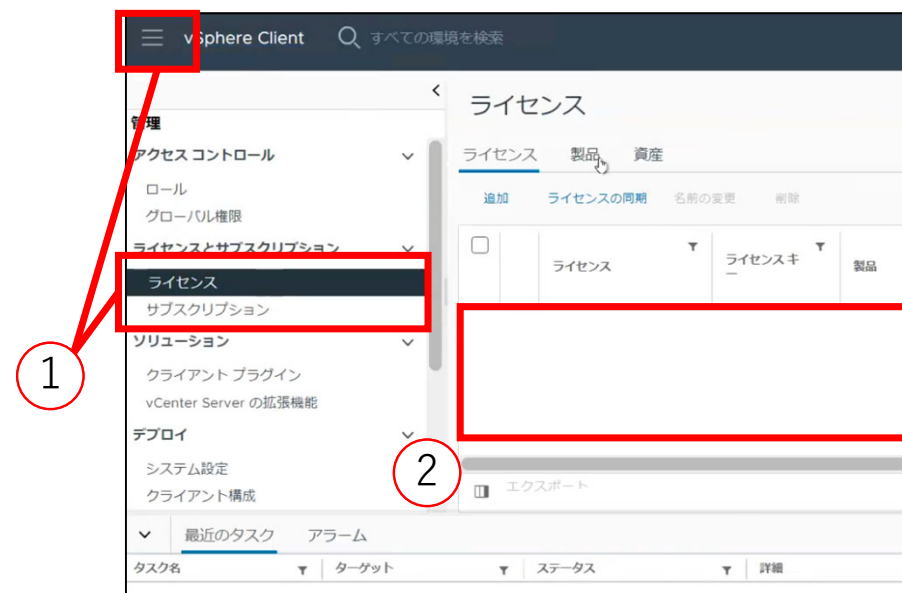 vSphere Client すべての環境を検索
管理
アクセス コントロール
ロール
グローバル権限
ライセンスとサブスクリプション
ライセンス
サブスクリプション
ソリューション
クライアント プラグイン
vCenter Server の拡張機能
デプロイ
システム設定
クライアント構成
ライセンス
ライセンス 製品 資産
追加 ライセンスの同期 名前の変更 削除
ライセンス ライセンス キ
ー 製品
エクスポート
1
2
最近のタスク アラーム
タスク名 ターゲット ステータス 詳細